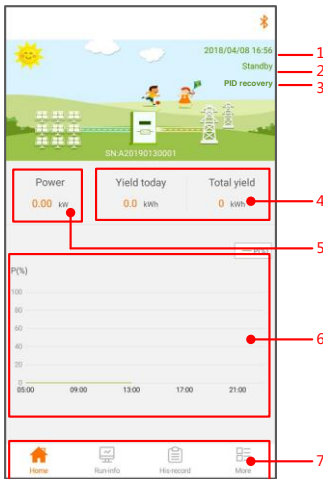 2018/04/08 16:56 1
Standby 2
PID recovery 3
SN:A20190130001
Power Yield today Total yield
0.00 kW 0.0 kWh 0 kWh 4
5
P(%)
P(%)
100
80
60
6
40
20
0
05:00 09:00 13:00 17:00 21:00
Home Run-info His-record More 7